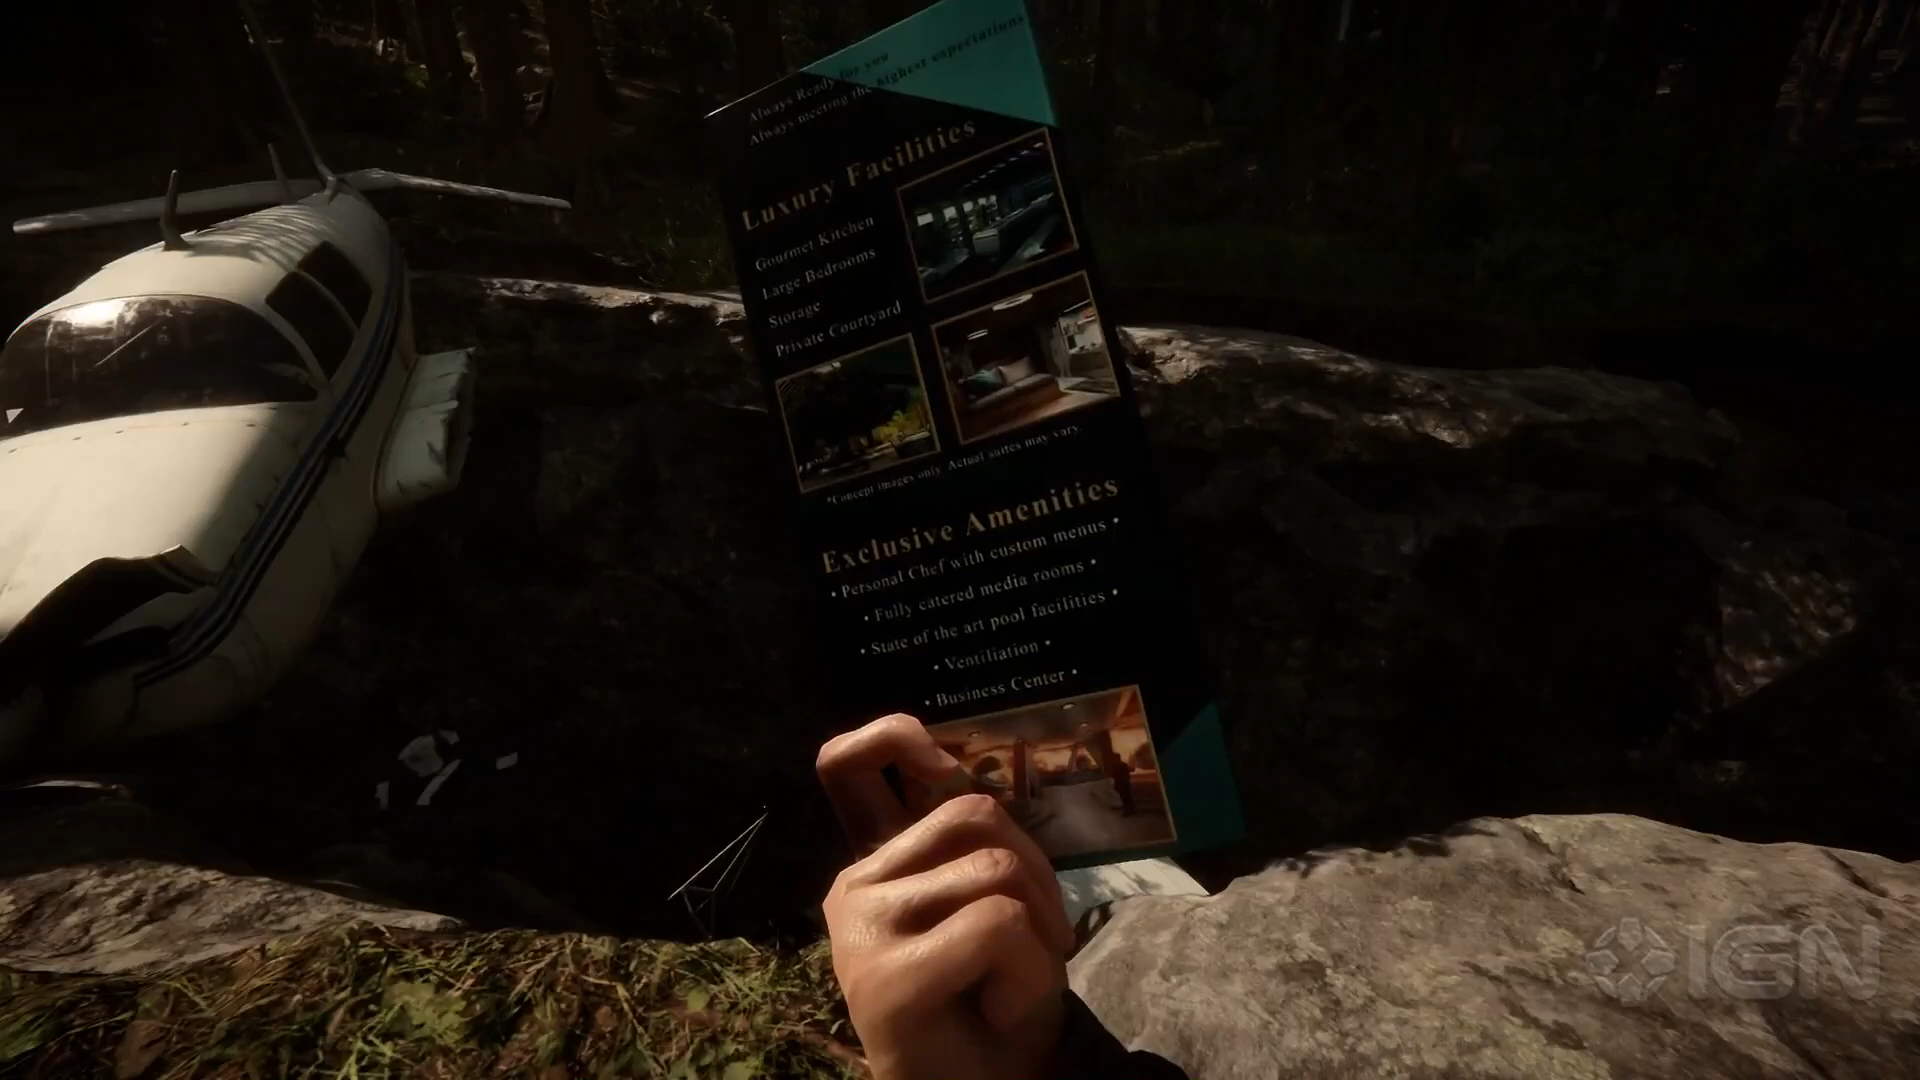 Always Ready for you
Always meeting the highest expectations
Luxury Facilities
Gourmet Kitchen
Large Bedrooms
Storage
Private Courtyard
*Concept images only. Actual suites may vary.
Exclusive Amenities
• Personal Chef with custom menus •
• Fully catered media rooms •
• State of the art pool facilities •
• Ventiliation •
• Business Center •
IGN